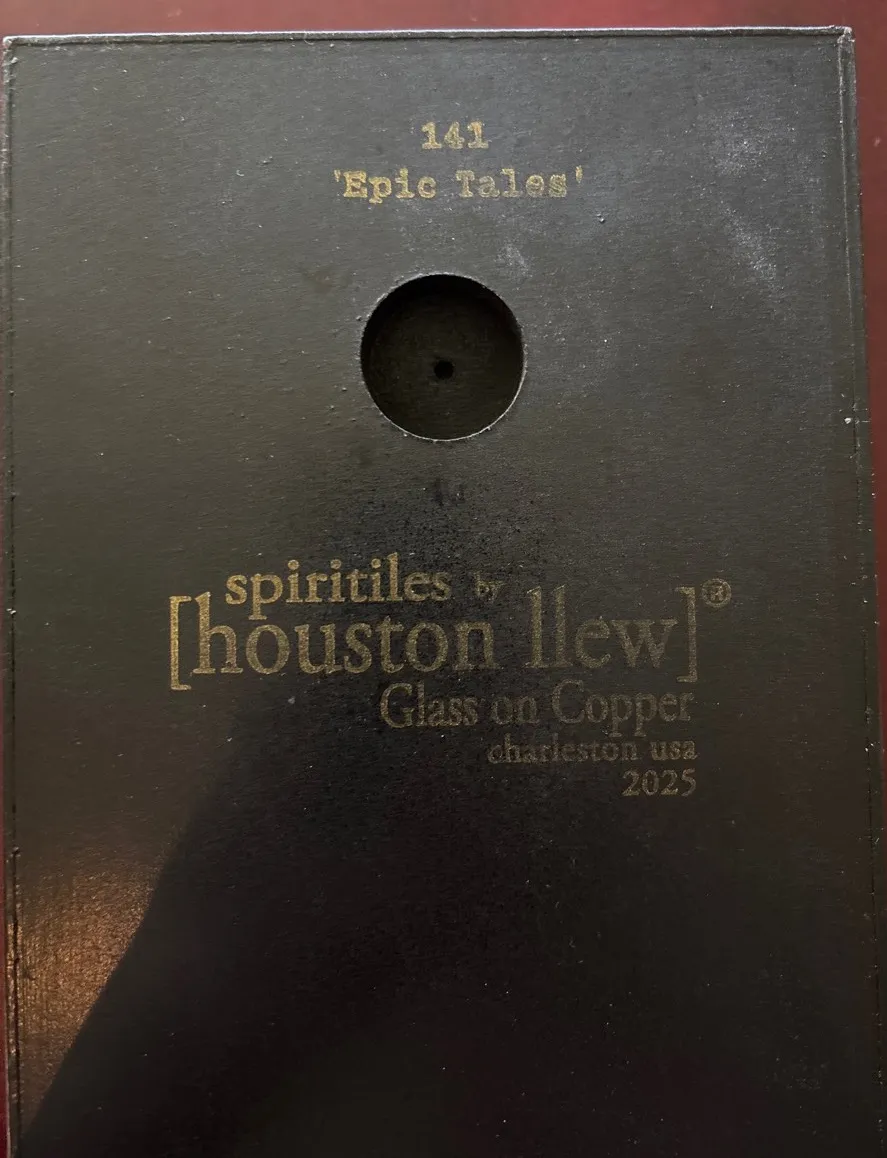 141
'Epic Tales'
spiritiles by
[houston llew]®
Glass on Copper
charleston usa
2025